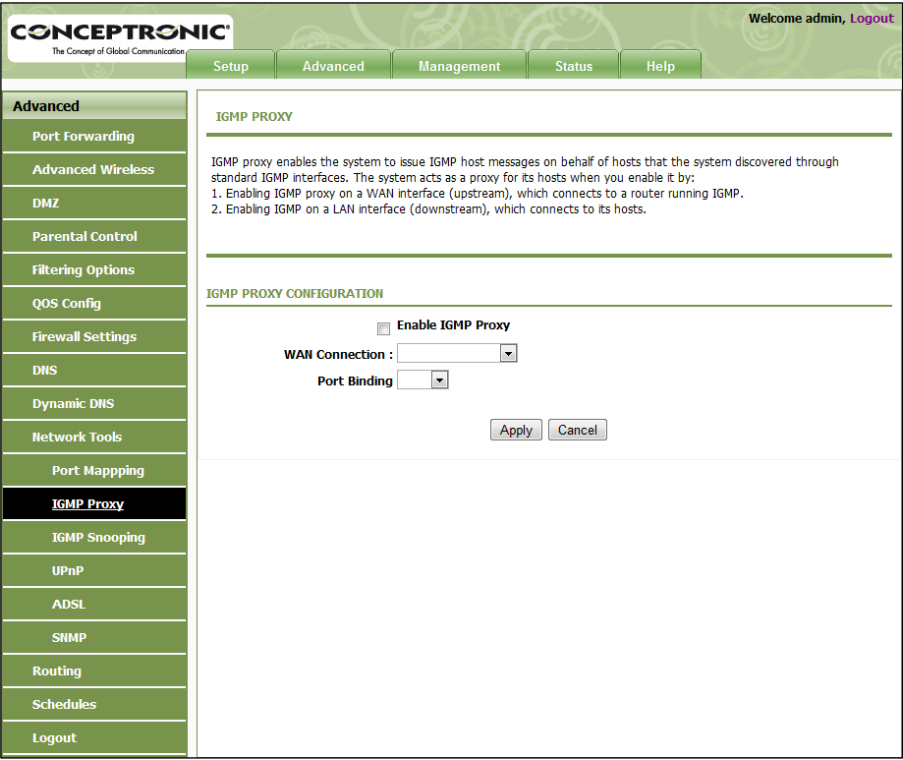 Welcome admin, Logout
CONCEPTRONIC®
The Concept of Global Communication
Setup
Advanced
Management
Status
Help
Advanced
Port Forwarding
Advanced Wireless
DMZ
Parental Control
Filtering Options
QOS Config
Firewall Settings
DNS
Dynamic DNS
Network Tools
Port Mappping
IGMP Proxy
IGMP Snooping
UPnP
ADSL
SNMP
Routing
Schedules
Logout
IGMP PROXY
IGMP proxy enables the system to issue IGMP host messages on behalf of hosts that the system discovered through
standard IGMP interfaces. The system acts as a proxy for its hosts when you enable it by:
1. Enabling IGMP proxy on a WAN interface (upstream), which connects to a router running IGMP.
2. Enabling IGMP on a LAN interface (downstream), which connects to its hosts.
IGMP PROXY CONFIGURATION
Enable IGMP Proxy
WAN Connection :
Port Binding
Apply
Cancel